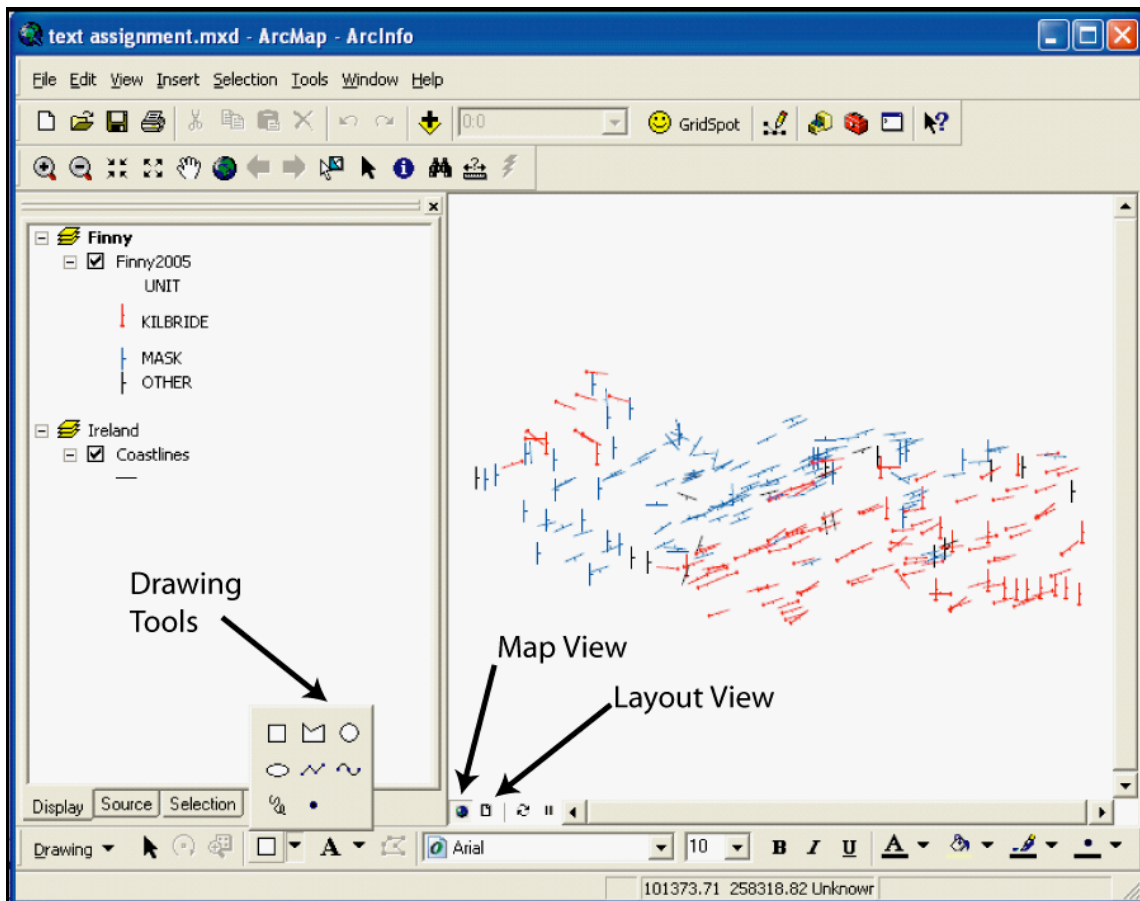 text assignment.mxd - ArcMap - ArcInfo
File Edit View Insert Selection Tools Window Help
0:0 GridSpot
Finny
Finny2005
UNIT
KILBRIDE
MASK
OTHER
Ireland
Coastlines
Drawing
Tools
Map View
Layout View
Display Source Selection
Drawing A Arial 10 B I U A
101373.71 258318.82 Unknowr